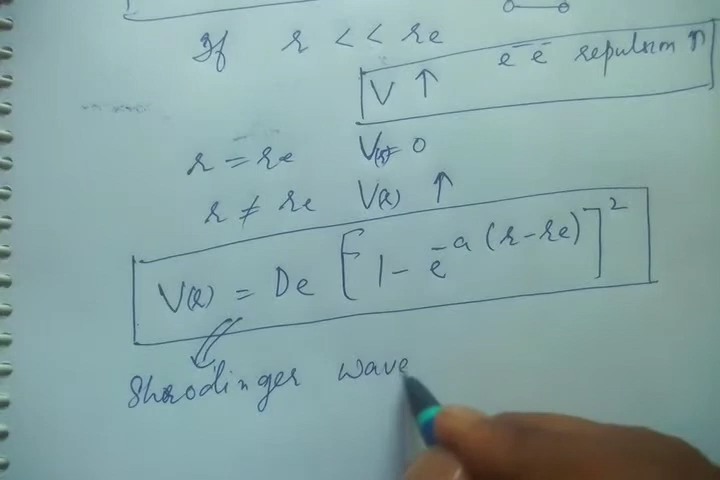 If r << re
e⁻ e⁻ repulsion ↑
V ↑
r = re V(r)= 0
r ≠ re V(r) ↑
V(r) = De [1 - e^-a (r-re)]^2
Shrodinger wave